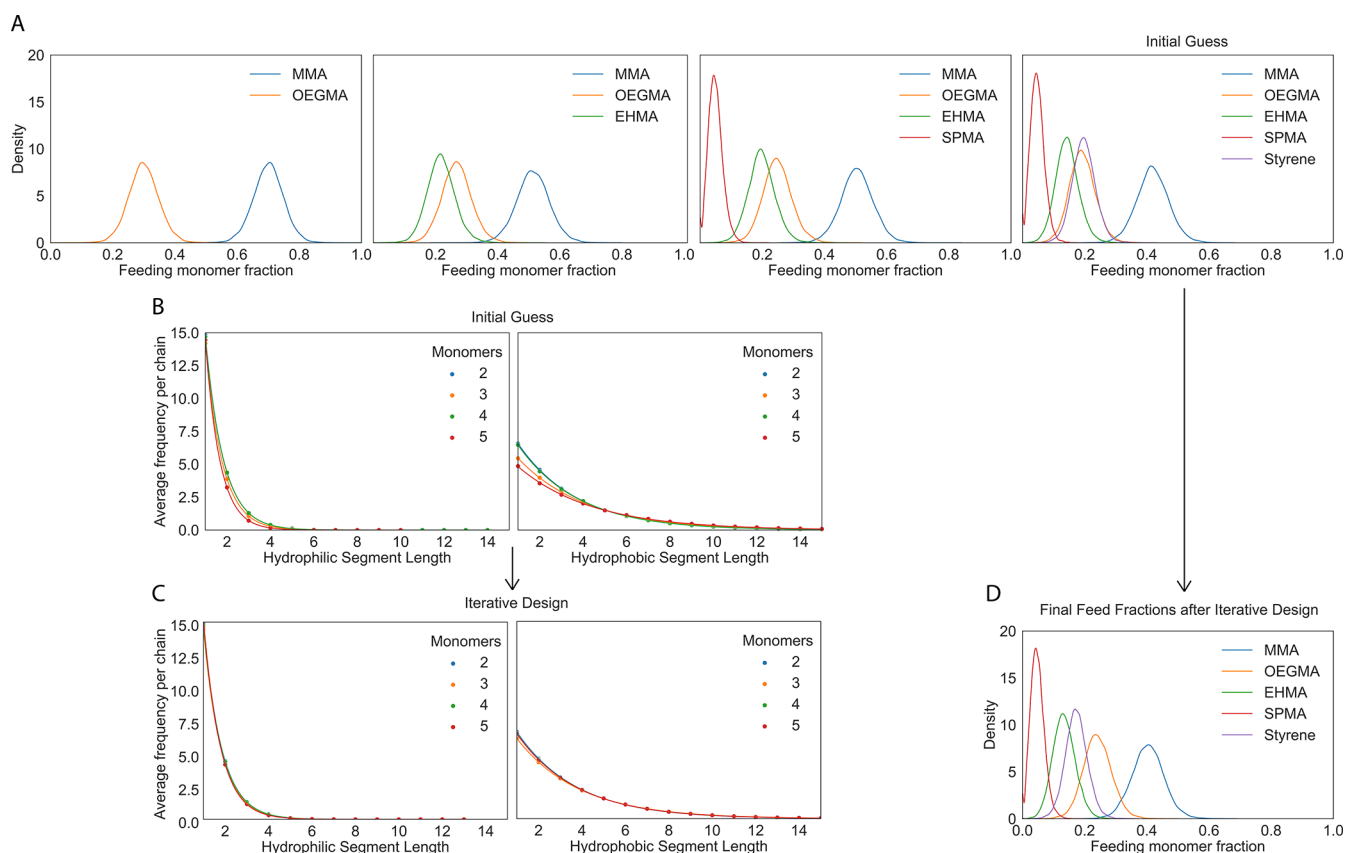 A
Initial Guess
Density
20
15
10
5
0
MMA
OEGMA
0.0 0.2 0.4 0.6 0.8 1.0
Feeding monomer fraction
MMA
OEGMA
EHMA
0.2 0.4 0.6 0.8 1.0
Feeding monomer fraction
MMA
OEGMA
EHMA
SPMA
0.2 0.4 0.6 0.8 1.0
Feeding monomer fraction
MMA
OEGMA
EHMA
SPMA
Styrene
0.2 0.4 0.6 0.8 1.0
Feeding monomer fraction
B
Initial Guess
Average frequency per chain
15.0
12.5
10.0
7.5
5.0
2.5
0.0
Monomers
2
3
4
5
2 4 6 8 10 12 14
Hydrophilic Segment Length
Monomers
2
3
4
5
2 4 6 8 10 12 14
Hydrophobic Segment Length
C
Iterative Design
Average frequency per chain
15.0
12.5
10.0
7.5
5.0
2.5
0.0
Monomers
2
3
4
5
2 4 6 8 10 12 14
Hydrophilic Segment Length
Monomers
2
3
4
5
2 4 6 8 10 12 14
Hydrophobic Segment Length
D
Final Feed Fractions after Iterative Design
Density
20
15
10
5
0
MMA
OEGMA
EHMA
SPMA
Styrene
0.0 0.2 0.4 0.6 0.8 1.0
Feeding monomer fraction